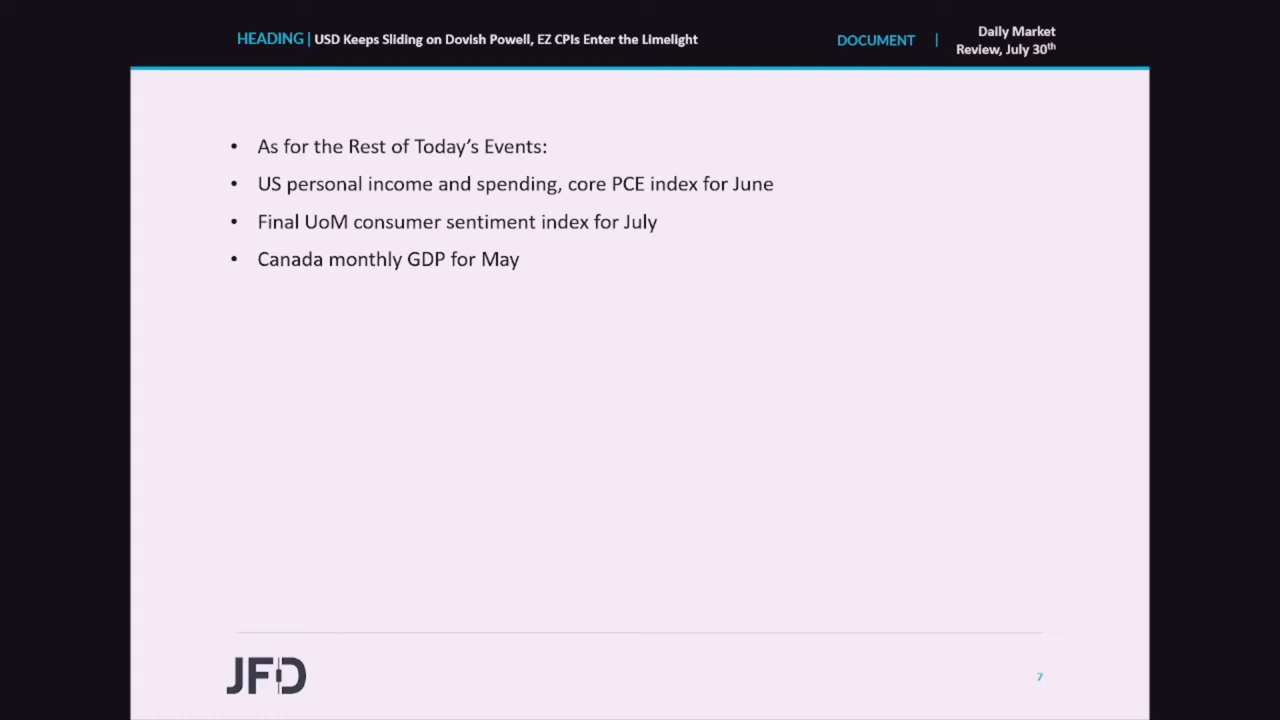 HEADING | USD Keeps Sliding on Dovish Powell, EZ CPIs Enter the Limelight
DOCUMENT |
Daily Market
Review, July 30th
• As for the Rest of Today’s Events:
• US personal income and spending, core PCE index for June
• Final UoM consumer sentiment index for July
• Canada monthly GDP for May
JFD
7